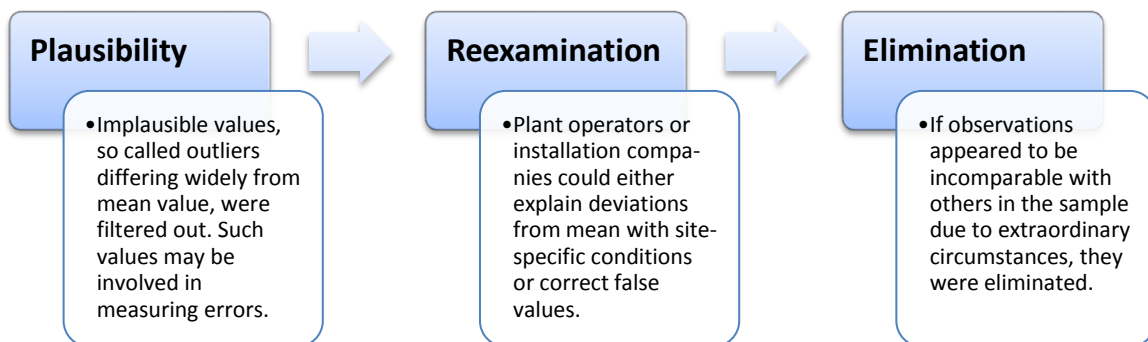 Plausibility
•Implausible values,
so called outliers
differing widely from
mean value, were
filtered out. Such
values may be
involved in
measuring errors.
Reexamination
•Plant operators or
installation compa-
nies could either
explain deviations
from mean with site-
specific conditions
or correct false
values.
Elimination
•If observations
appeared to be
incomparable with
others in the sample
due to extraordinary
circumstances, they
were eliminated.